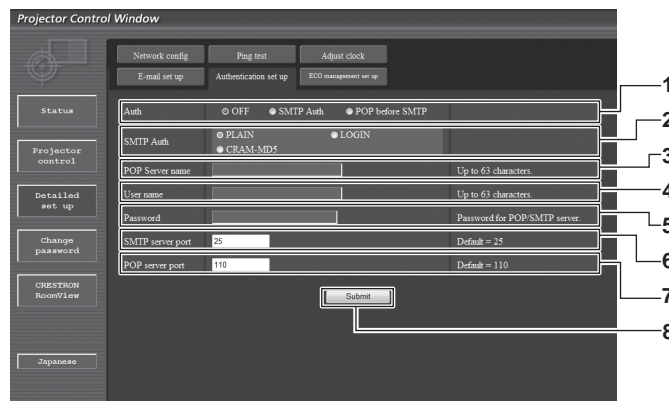 Projector Control Window
Network config
Ping test
Adjust clock
E-mail set up
Authentication set up
ECO management set up
Status
Projector
control
Detailed
set up
Change
password
CRESTRON
RoomView
Japanese
Auth
OFF
SMTP Auth
POP before SMTP
SMTP Auth
PLAIN
LOGIN
CRAM-MD5
POP Server name
Up to 63 characters.
User name
Up to 63 characters.
Password
Password for POP/SMTP server.
SMTP server port
25
Default = 25
POP server port
110
Default = 110
Submit
1
2
3
4
5
6
7
8